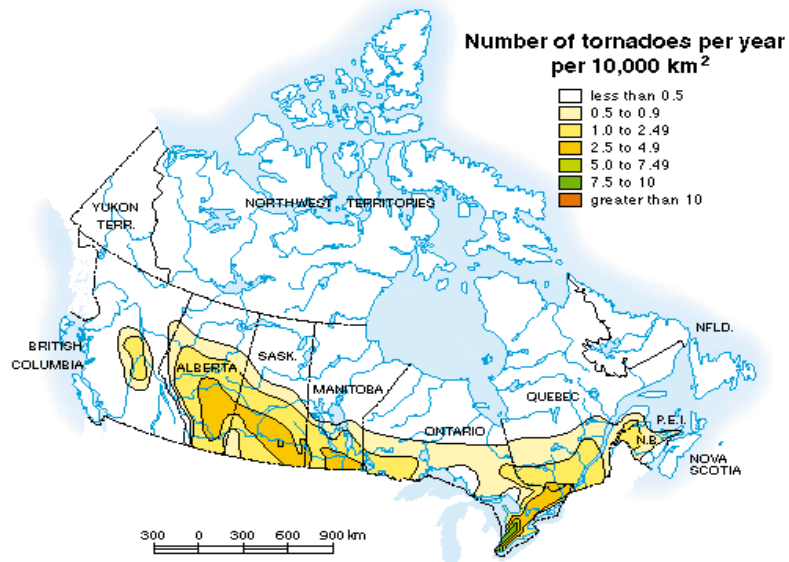 Number of tornadoes per year
per 10,000 km²
less than 0.5
0.5 to 0.9
1.0 to 2.49
2.5 to 4.9
5.0 to 7.49
7.5 to 10
greater than 10
YUKON
TERR.
NORTHWEST TERRITORIES
NFLD.
BRITISH
COLUMBIA
ALBERTA
SASK.
MANITOBA
ONTARIO
QUEBEC
P.E.I.
N.B.
NOVA
SCOTIA
300 0 300 600 900 km